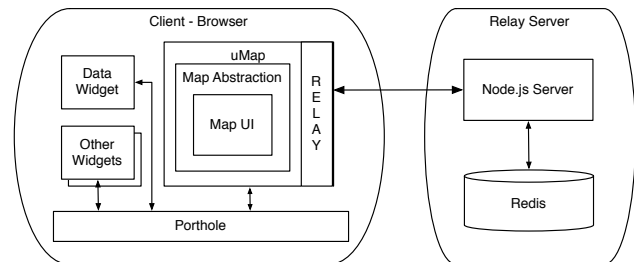 Client - Browser
Relay Server
uMap
Data
Widget
Map Abstraction
Map UI
R
E
L
A
Y
Node.js Server
Other
Widgets
Redis
Porthole